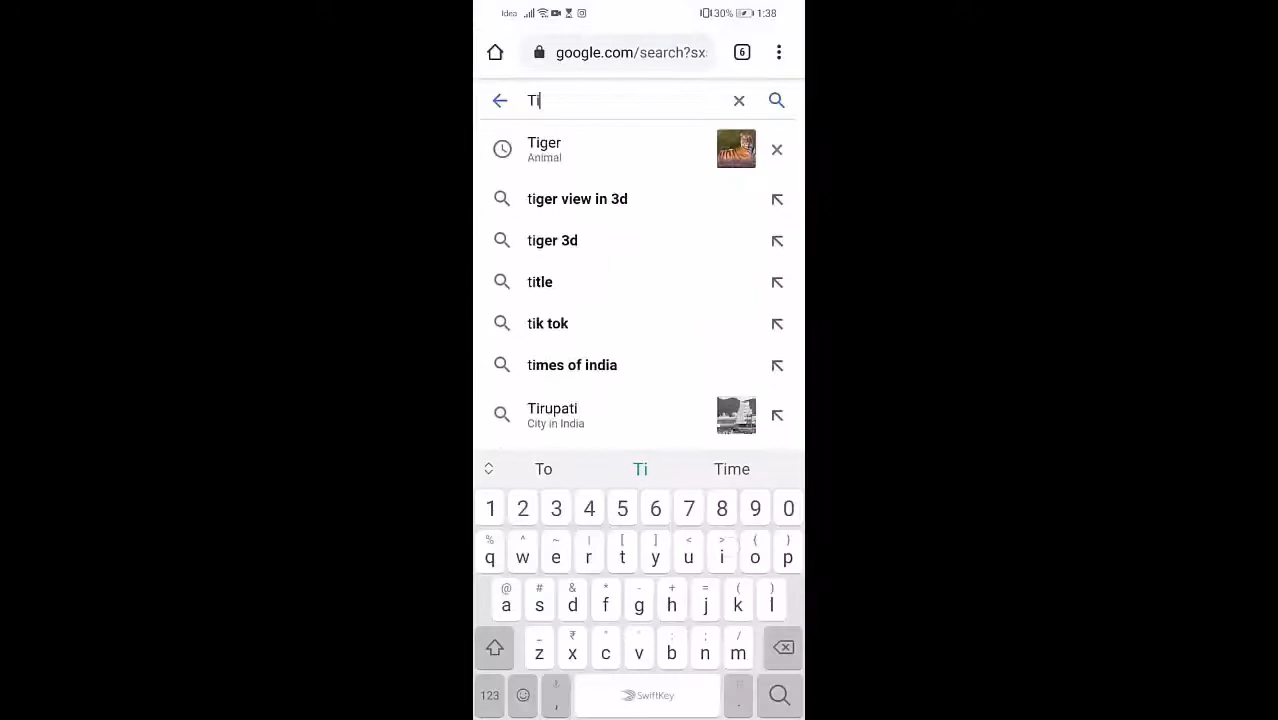 Idea 30% 1:38
google.com/search?sx
6
Ti
Tiger
Animal
tiger view in 3d
tiger 3d
title
tik tok
times of india
Tirupati
City in India
To Ti Time
1 2 3 4 5 6 7 8 9 0
% ^ ~ | [ ] < > { }
q w e r t y u i o p
@ # & * - + = ( )
a s d f g h j k l
_ ₹ " ' : ; /
z x c v b n m
123 , SwiftKey .